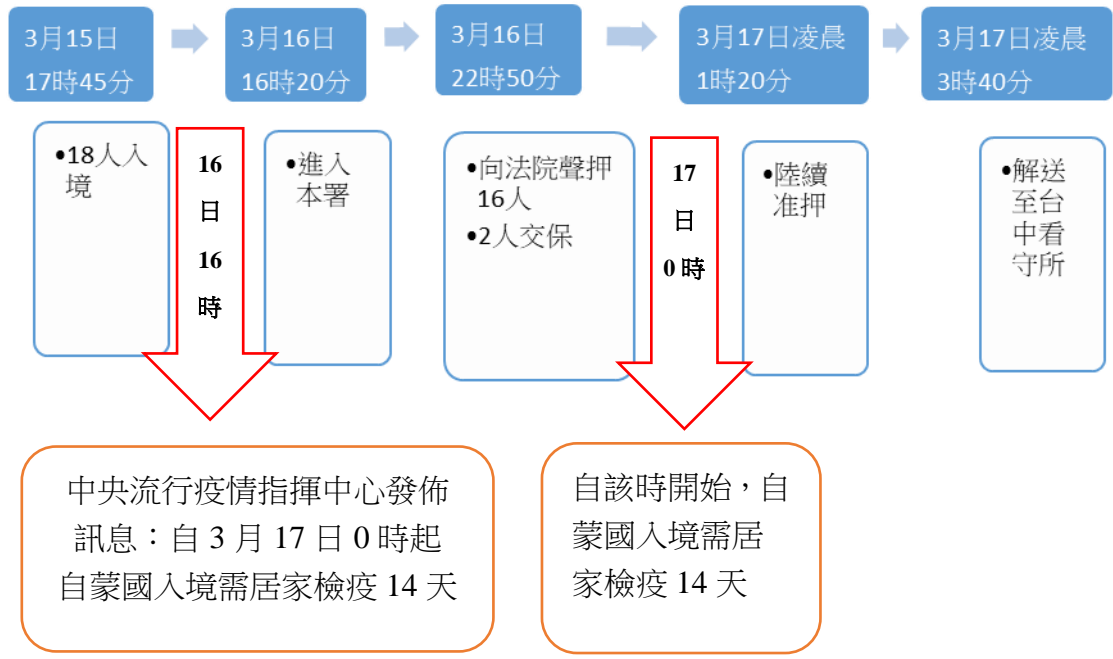 3月15日
17時45分
3月16日
16時20分
3月16日
22時50分
3月17日凌晨
1時20分
3月17日凌晨
3時40分
•18人入
境
16
日
16
時
•進入
本署
•向法院聲押
16人
•2人交保
17
日
0時
•陸續
准押
•解送
至台
中看
守所
中央流行疫情指揮中心發佈
訊息：自 3 月 17 日 0 時起
自蒙國入境需居家檢疫 14 天
自該時開始，自
蒙國入境需居
家檢疫 14 天